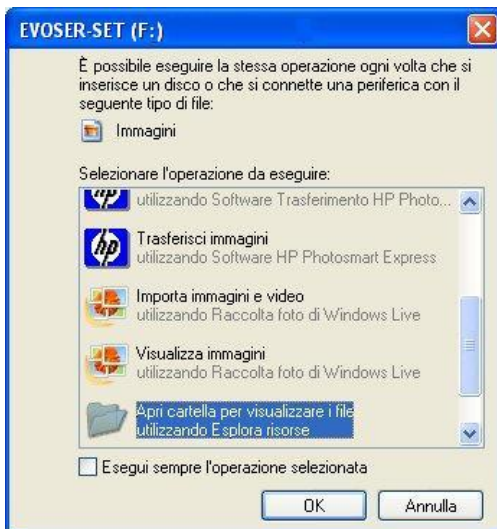 EVOSER-SET (F:)
È possibile eseguire la stessa operazione ogni volta che si
inserisce un disco o che si connette una periferica con il
seguente tipo di file:
Immagini
Selezionare l'operazione da eseguire:
hp utilizzando Software Trasferimento HP Photo...
hp Trasferisci immagini
utilizzando Software HP Photosmart Express
Importa immagini e video
utilizzando Raccolta foto di Windows Live
Visualizza immagini
utilizzando Raccolta foto di Windows Live
Apri cartella per visualizzare i file
utilizzando Esplora risorse
Esegui sempre l'operazione selezionata
OK Annulla